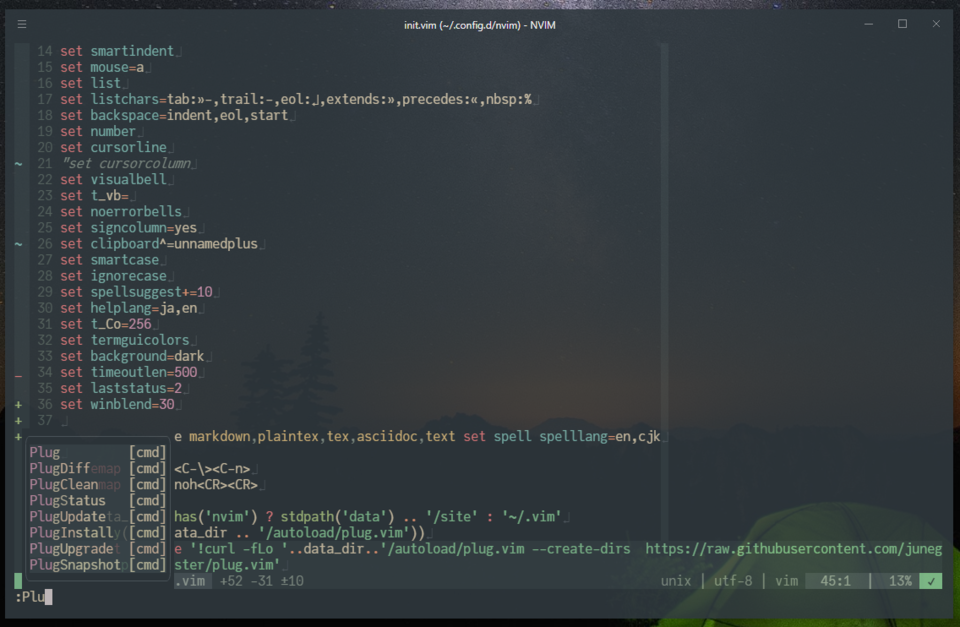 init.vim (~/.config.d/nvim) - NVIM
14 set smartindent
15 set mouse=a
16 set list
17 set listchars=tab:»-,trail:-,eol:⏌,extends:»,precedes:«,nbsp:%
18 set backspace=indent,eol,start
19 set number
20 set cursorline
~ 21 "set cursorcolumn
22 set visualbell
23 set t_vb=
24 set noerrorbells
25 set signcolumn=yes
~ 26 set clipboard^=unnamedplus
27 set smartcase
28 set ignorecase
29 set spellsuggest+=10
30 set helplang=ja,en
31 set t_Co=256
32 set termguicolors
33 set background=dark
_ 34 set timeoutlen=500
35 set laststatus=2
+ 36 set winblend=30
+ 37
+ e markdown,plaintex,tex,asciidoc,text set spell spelllang=en,cjk
Plug [cmd]
PlugDiff [cmd] <C-\><C-n>
PlugClean [cmd] noh<CR><CR>
PlugStatus [cmd]
PlugUpdate [cmd] has('nvim') ? stdpath('data') .. '/site' : '~/.vim'
PlugInstall [cmd] ata_dir .. '/autoload/plug.vim'))
PlugUpgrade [cmd] e '!curl -fLo '..data_dir..'/autoload/plug.vim --create-dirs  https://raw.githubusercontent.com/juneg
PlugSnapshot [cmd] ster/plug.vim'
.vim +52 -31 ±10 unix | utf-8 | vim 45:1 | 13% ✓
:Plu